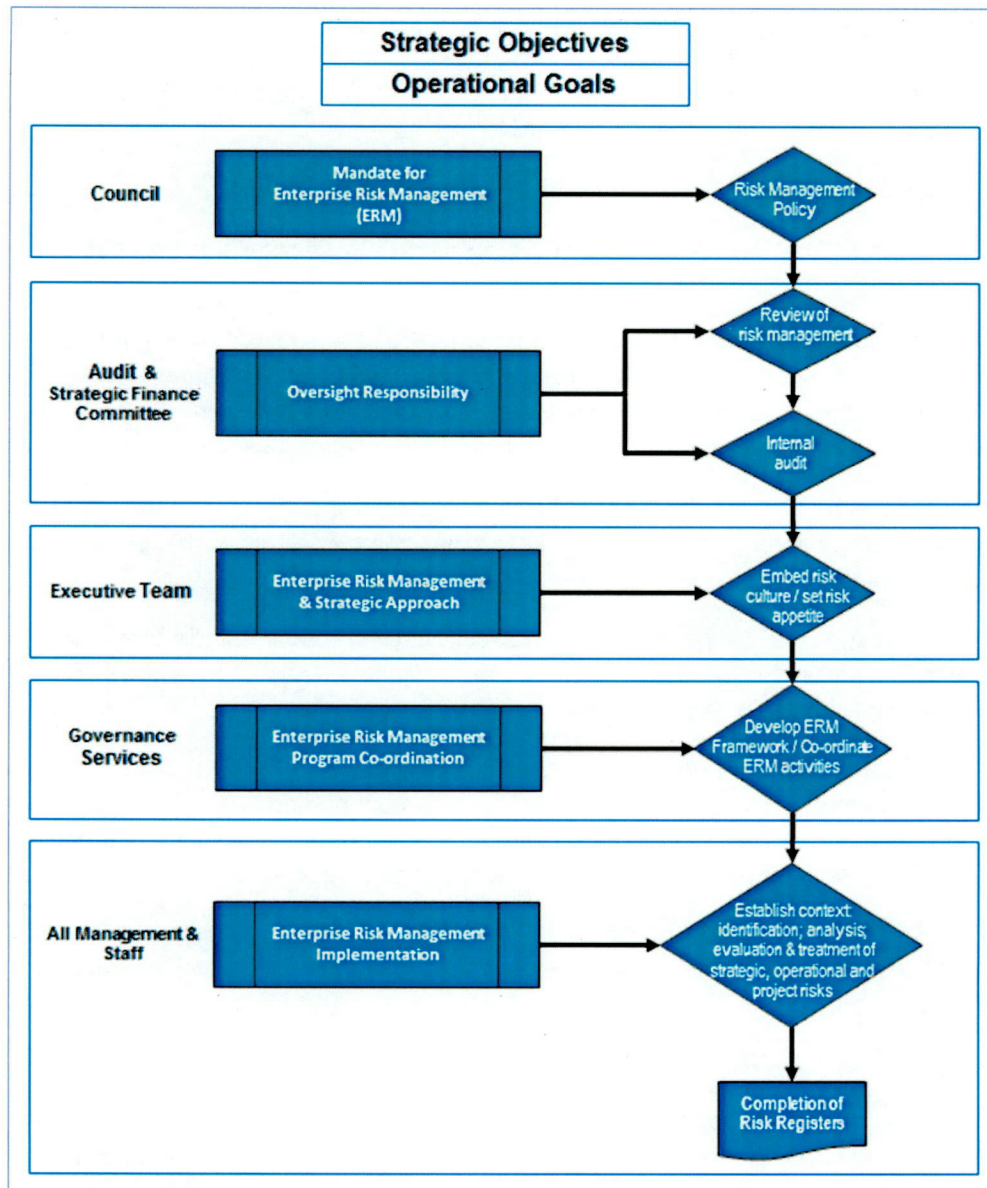 Strategic Objectives
Operational Goals
Council
Mandate for
Enterprise Risk Management
(ERM)
Risk Management
Policy
Audit &
Strategic Finance
Committee
Oversight Responsibility
Review of
risk management
Internal
audit
Executive Team
Enterprise Risk Management
& Strategic Approach
Embed risk
culture / set risk
appetite
Governance
Services
Enterprise Risk Management
Program Co-ordination
Develop ERM
Framework / Co-ordinate
ERM activities
All Management &
Staff
Enterprise Risk Management
Implementation
Establish context:
identification; analysis;
evaluation & treatment of
strategic, operational and
project risks
Completion of
Risk Registers